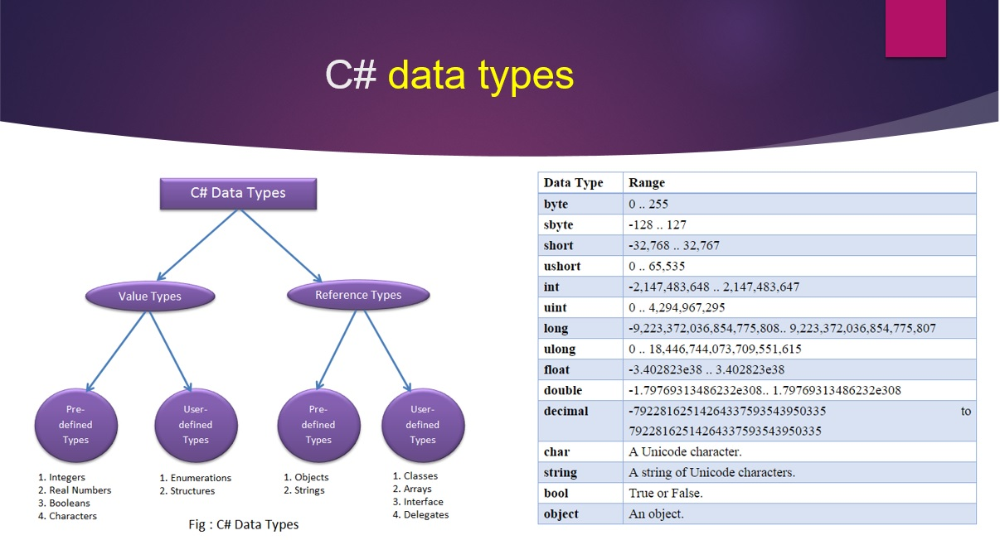 C# data types
C# Data Types
Value Types
Reference Types
Pre-
defined
Types
User-
defined
Types
Pre-
defined
Types
User-
defined
Types
1. Integers
2. Real Numbers
3. Booleans
4. Characters
1. Enumerations
2. Structures
1. Objects
2. Strings
1. Classes
2. Arrays
3. Interface
4. Delegates
Fig : C# Data Types
Data Type Range
byte 0 .. 255
sbyte -128 .. 127
short -32,768 .. 32,767
ushort 0 .. 65,535
int -2,147,483,648 .. 2,147,483,647
uint 0 .. 4,294,967,295
long -9,223,372,036,854,775,808.. 9,223,372,036,854,775,807
ulong 0 .. 18,446,744,073,709,551,615
float -3.402823e38 .. 3.402823e38
double -1.79769313486232e308.. 1.79769313486232e308
decimal -79228162514264337593543950335 to
79228162514264337593543950335
char A Unicode character.
string A string of Unicode characters.
bool True or False.
object An object.